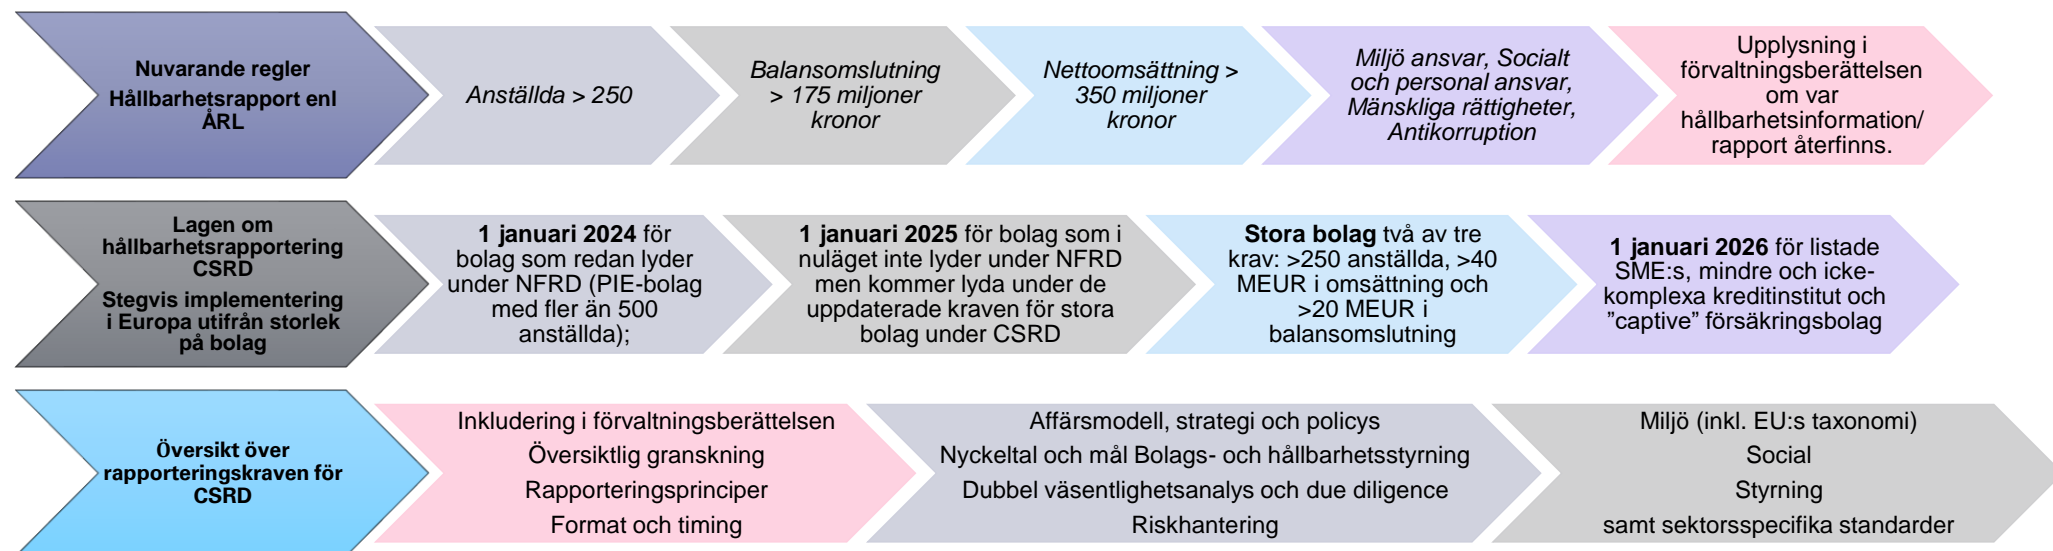 Nuvarande regler
Hållbarhetsrapport enl
ÅRL
Anställda > 250
Balansomslutning
> 175 miljoner
kronor
Nettoomsättning >
350 miljoner
kronor
Miljö ansvar, Socialt
och personal ansvar,
Mänskliga rättigheter,
Antikorruption
Upplysning i
förvaltningsberättelsen
om var
hållbarhetsinformation/
rapport återfinns.
Lagen om
hållbarhetsrapportering
CSRD
Stegvis implementering
i Europa utifrån storlek
på bolag
1 januari 2024 för
bolag som redan lyder
under NFRD (PIE-bolag
med fler än 500
anställda);
1 januari 2025 för bolag som i
nuläget inte lyder under NFRD
men kommer lyda under de
uppdaterade kraven för stora
bolag under CSRD
Stora bolag två av tre
krav: >250 anställda, >40
MEUR i omsättning och
>20 MEUR i
balansomslutning
1 januari 2026 för listade
SME:s, mindre och icke-
komplexa kreditinstitut och
”captive” försäkringsbolag
Översikt över
rapporteringskraven för
CSRD
Inkludering i förvaltningsberättelsen
Översiktlig granskning
Rapporteringsprinciper
Format och timing
Affärsmodell, strategi och policys
Nyckeltal och mål Bolags- och hållbarhetsstyrning
Dubbel väsentlighetsanalys och due diligence
Riskhantering
Miljö (inkl. EU:s taxonomi)
Social
Styrning
samt sektorsspecifika standarder